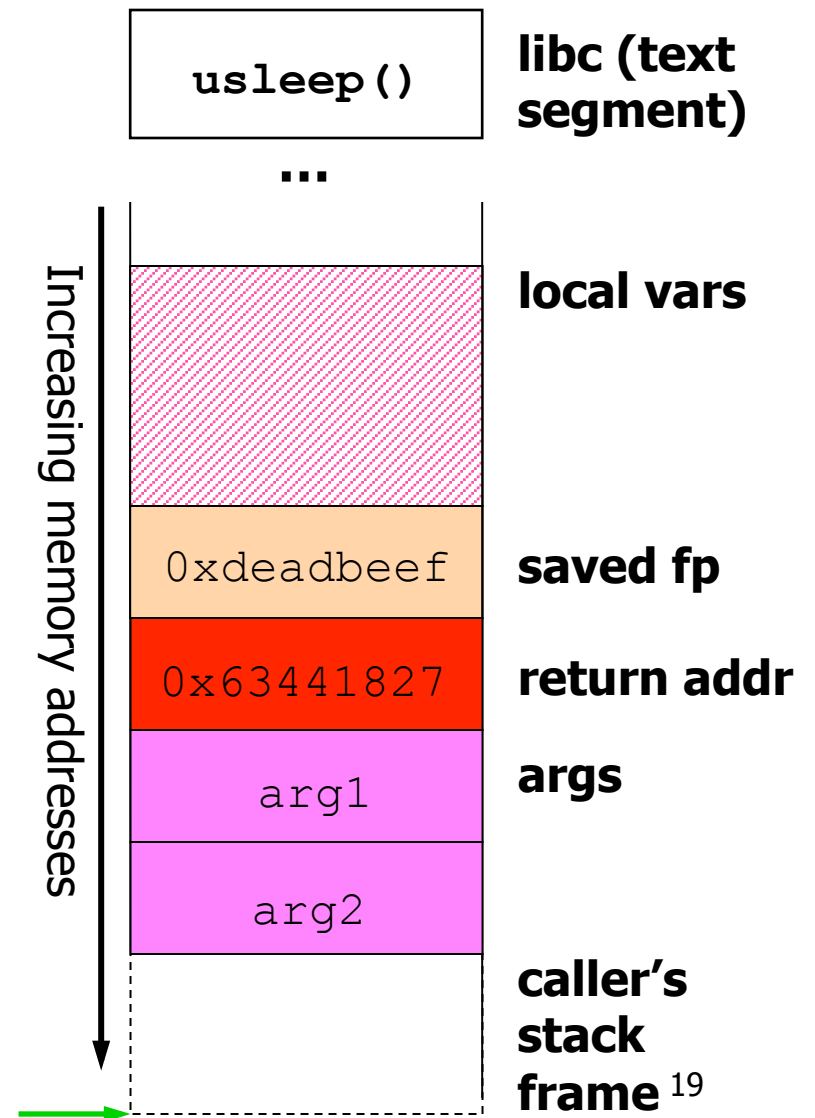 usleep()
libc (text
segment)
...
Increasing memory addresses
local vars
0xdeadbeef
saved fp
0x63441827
return addr
arg1
args
arg2
caller’s
stack
frame 19